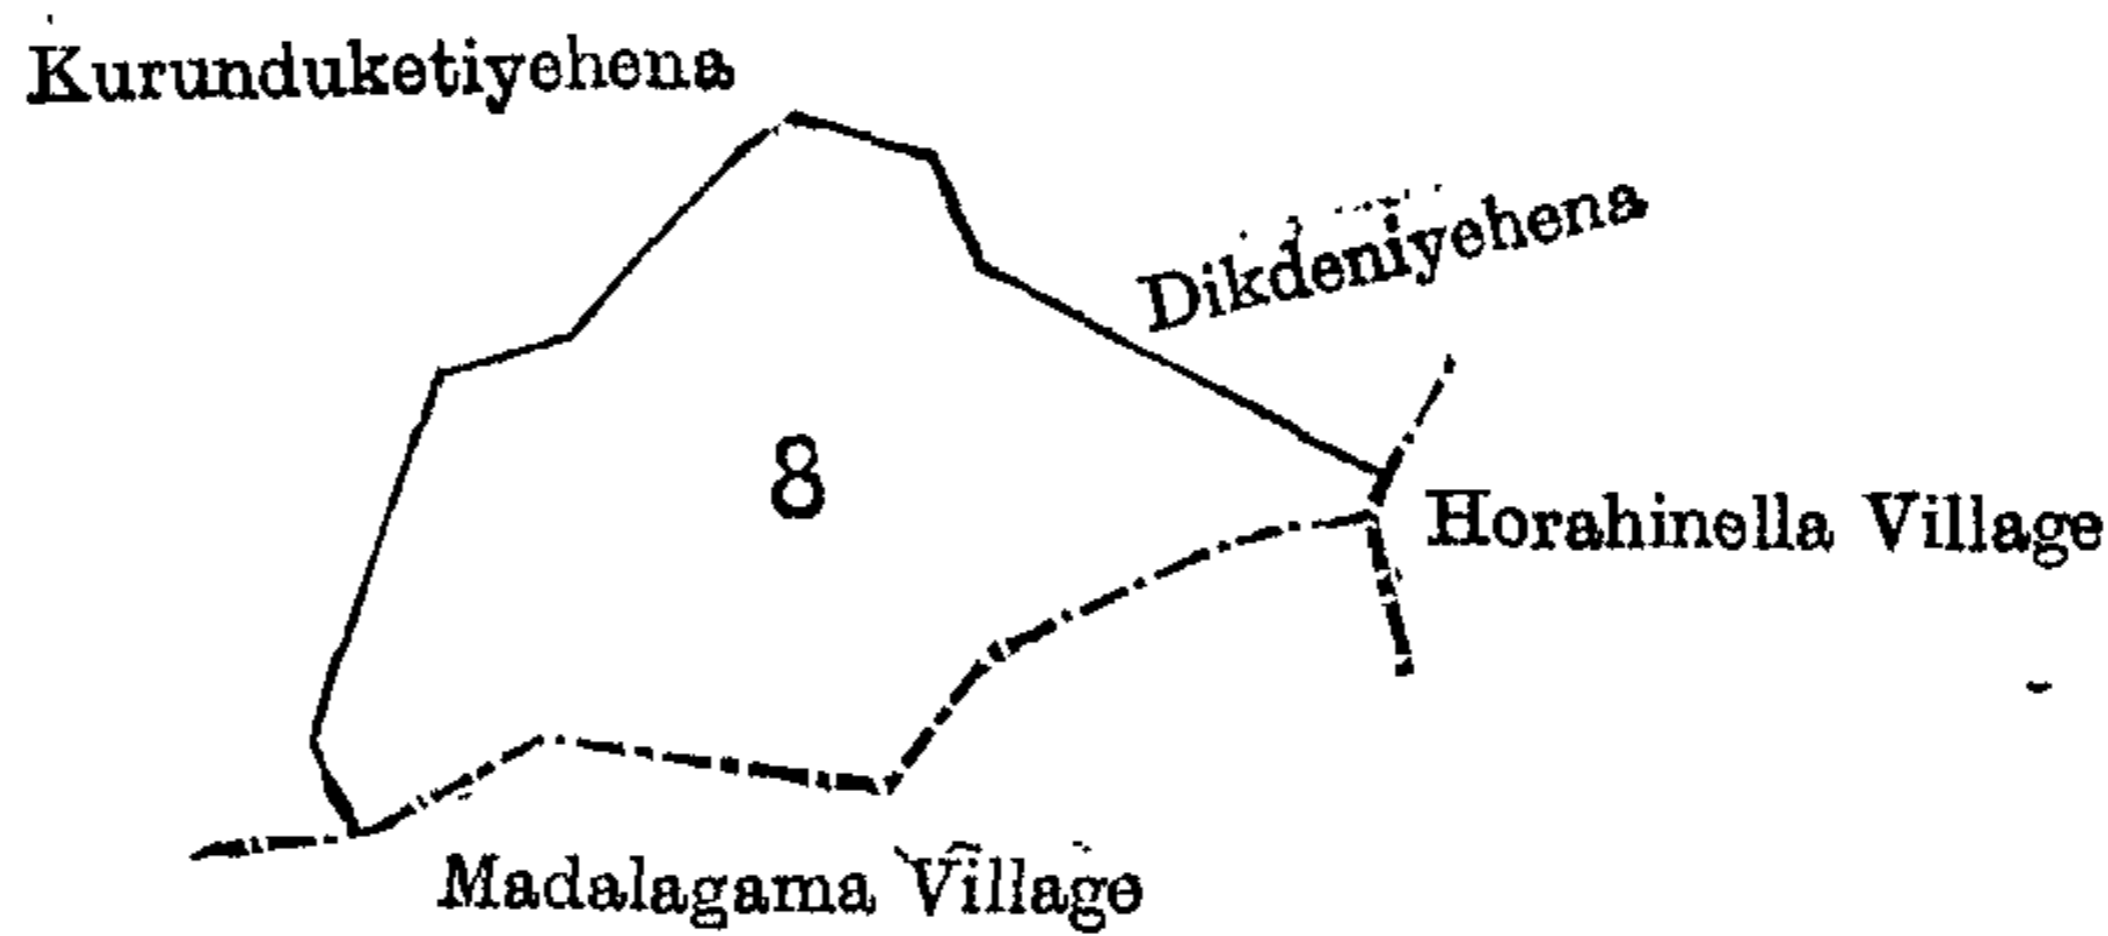 Kurunduketiyehena
Dikdeniyehena
8
Horahinella Village
Madalagama Village